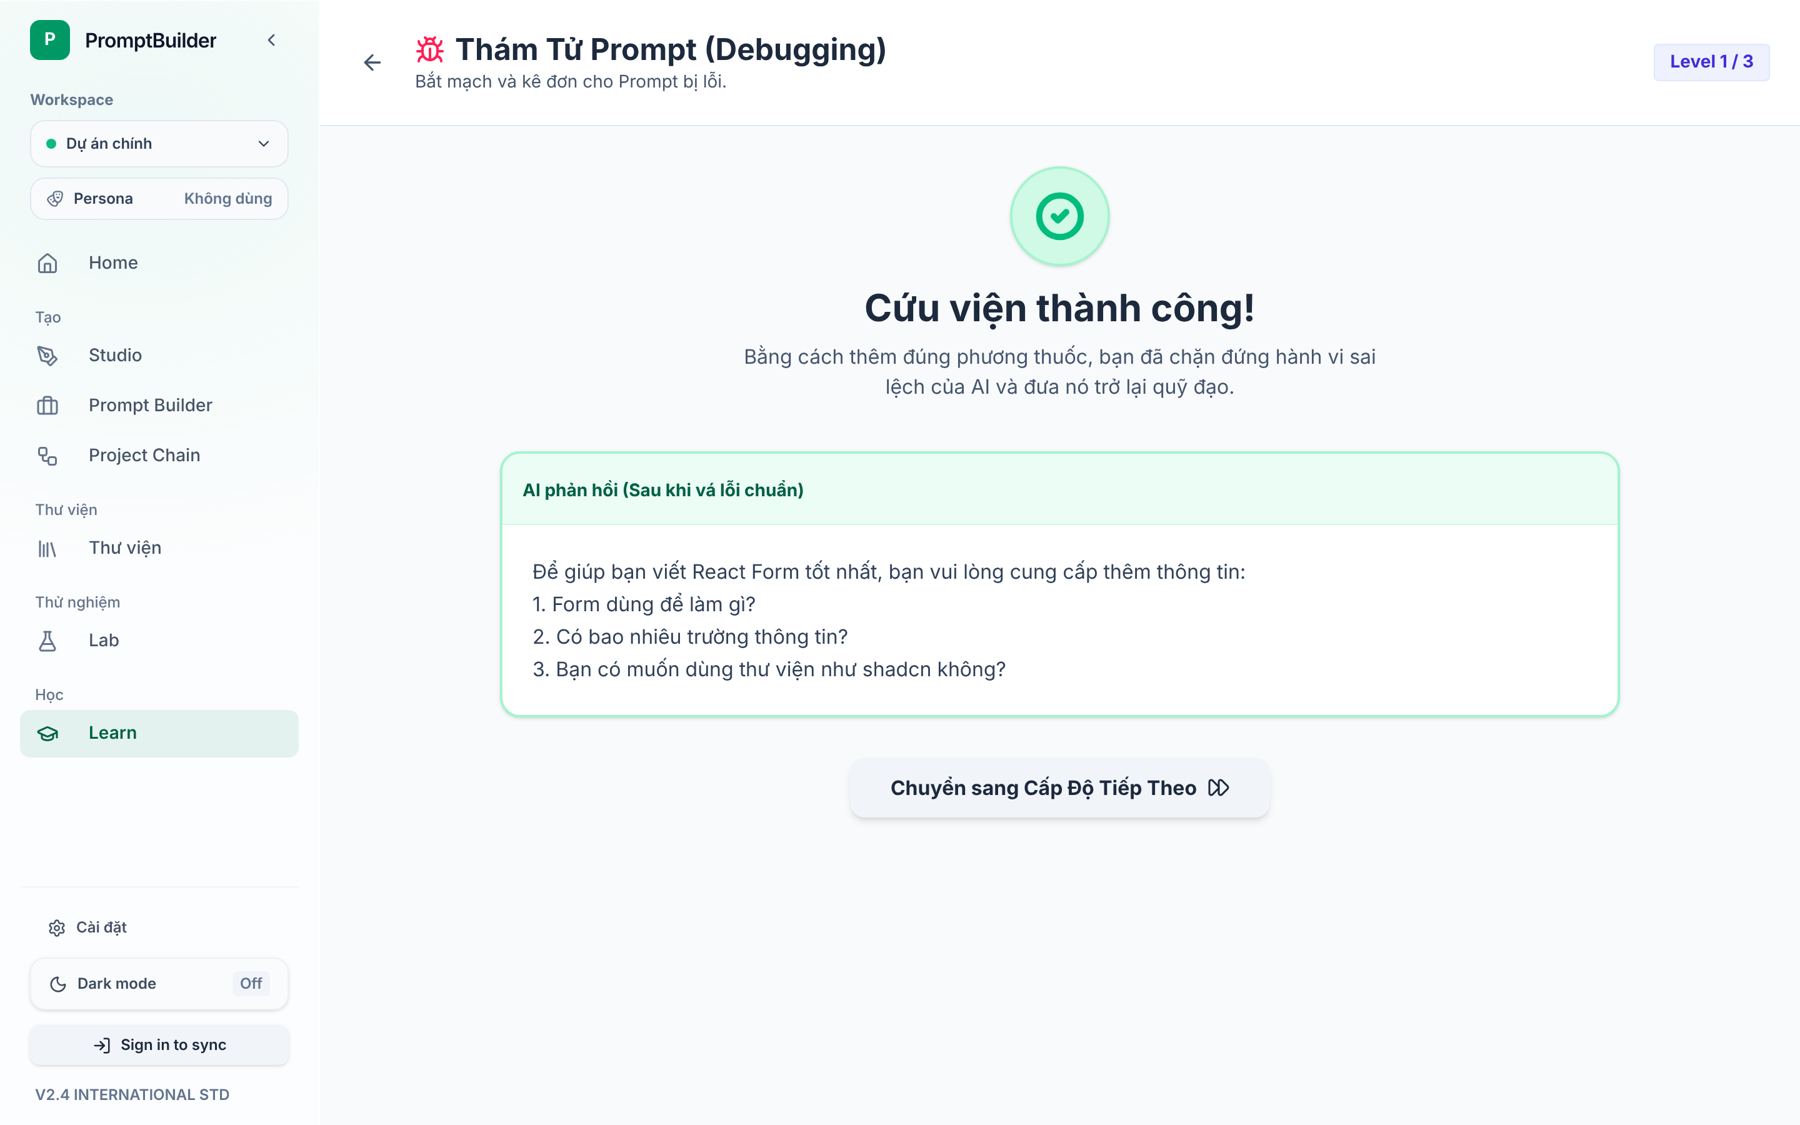 P
PromptBuilder
Workspace
Dự án chính
Persona
Không dùng
Home
Tạo
Studio
Prompt Builder
Project Chain
Thư viện
Thư viện
Thử nghiệm
Lab
Học
Learn
Cài đặt
Dark mode
Off
Sign in to sync
V2.4 INTERNATIONAL STD
Thám Tử Prompt (Debugging)
Bắt mạch và kê đơn cho Prompt bị lỗi.
Level 1 / 3
Cứu viện thành công!
Bằng cách thêm đúng phương thuốc, bạn đã chặn đứng hành vi sai
lệch của AI và đưa nó trở lại quỹ đạo.
AI phản hồi (Sau khi vá lỗi chuẩn)
Để giúp bạn viết React Form tốt nhất, bạn vui lòng cung cấp thêm thông tin:
1. Form dùng để làm gì?
2. Có bao nhiêu trường thông tin?
3. Bạn có muốn dùng thư viện như shadcn không?
Chuyển sang Cấp Độ Tiếp Theo